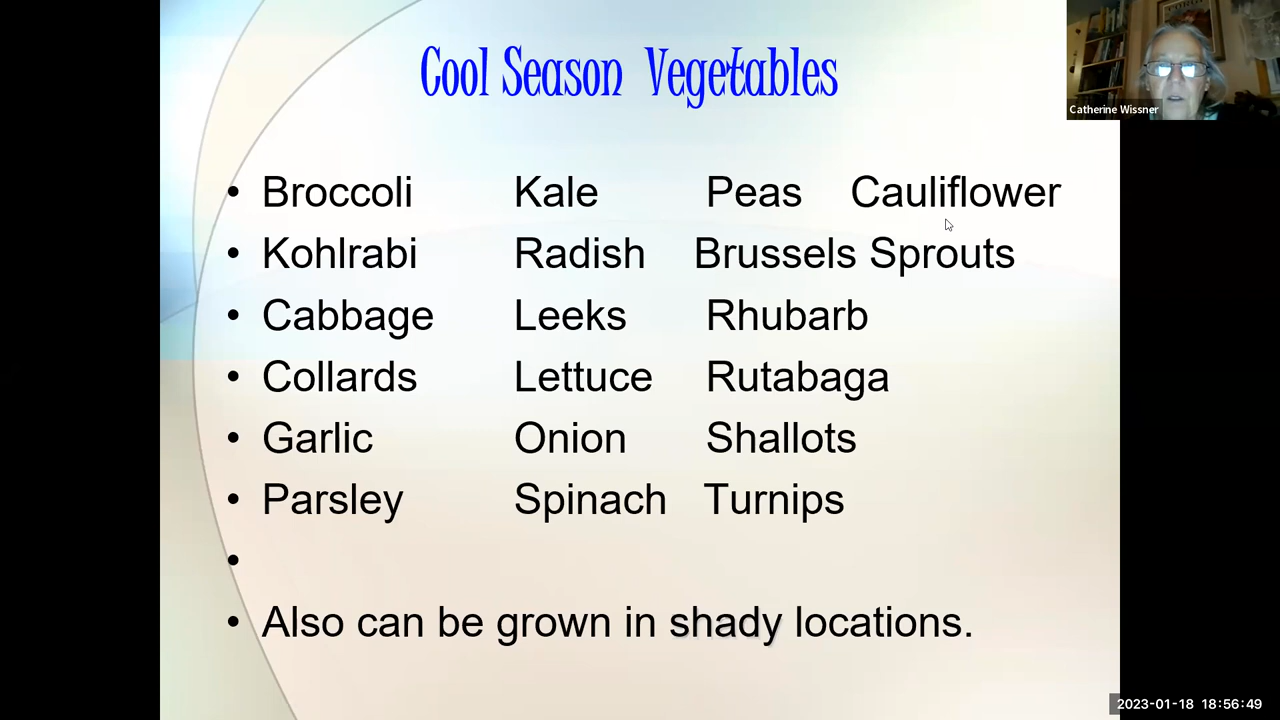 Cool Season Vegetables
Catherine Wissner
• Broccoli Kale Peas Cauliflower
• Kohlrabi Radish Brussels Sprouts
• Cabbage Leeks Rhubarb
• Collards Lettuce Rutabaga
• Garlic Onion Shallots
• Parsley Spinach Turnips
•
• Also can be grown in shady locations.
2023-01-18 18:56:49